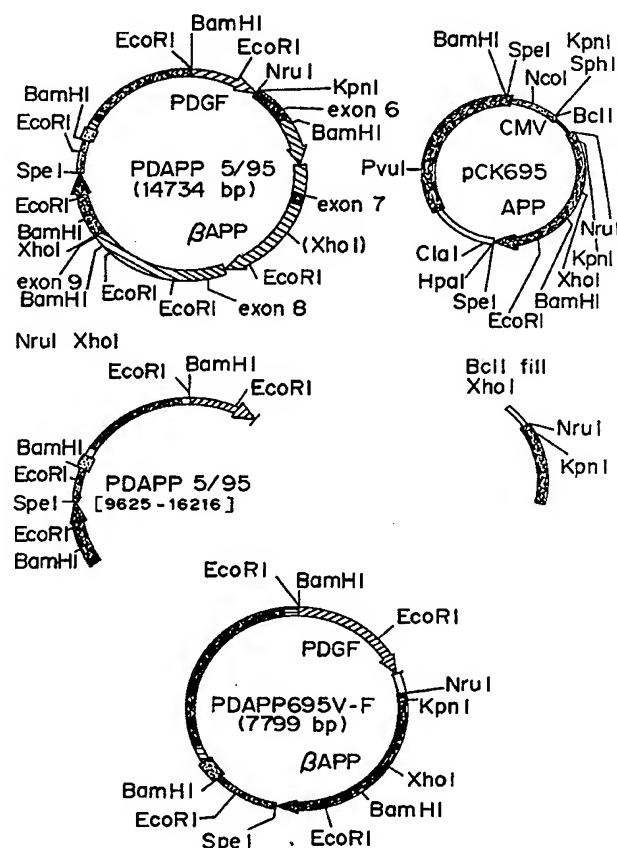 BamHI
EcoRI
EcoRI
NruI
KpnI
exon 6
BamHI
exon 7
(XhoI)
EcoRI
exon 8
EcoRI
EcoRI
BamHI
exon 9
XhoI
BamHI
EcoRI
SpeI
EcoRI
BamHI
PDGF
PDAPP 5/95
(14734 bp)
βAPP
BamHI
SpeI
NcoI
KpnI
SphI
BclI
CMV
PvuI
pCK695
APP
NruI
KpnI
XhoI
BamHI
EcoRI
SpeI
HpaI
ClaI
NruI XhoI
EcoRI
BamHI
EcoRI
BamHI
EcoRI
SpeI
EcoRI
BamHI
PDAPP 5/95
[9625-16216]
BclI fill
XhoI
NruI
KpnI
EcoRI
BamHI
EcoRI
PDGF
NruI
KpnI
PDAPP695V-F
(7799 bp)
βAPP
XhoI
BamHI
EcoRI
SpeI
EcoRI
BamHI